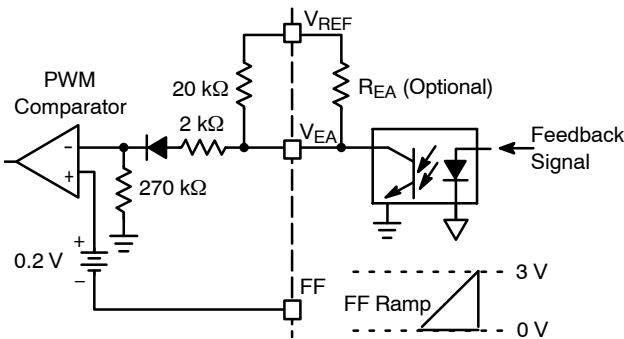 V_REF
PWM
Comparator
20 kΩ
R_EA (Optional)
2 kΩ
V_EA
Feedback
Signal
−
+
270 kΩ
+
0.2 V
−
FF
3 V
FF Ramp
0 V